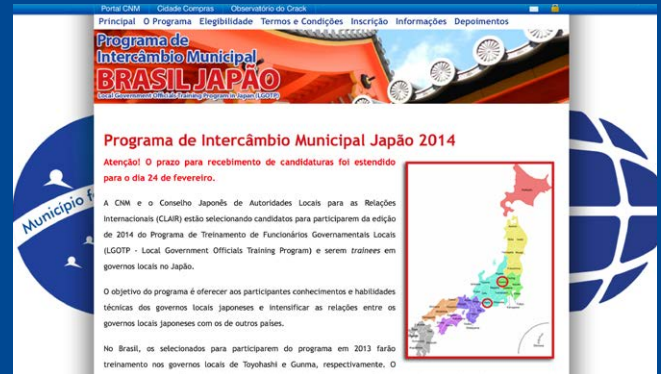 Portal CNM Cidade Compras Observatório do Crack
Principal O Programa Elegibilidade Termos e Condições Inscrição Informações Depoimentos
Programa de
Intercâmbio Municipal
BRASIL JAPÃO
Local Government Officials Training Program in Japan (LGOTP)
Programa de Intercâmbio Municipal Japão 2014
Atenção! O prazo para recebimento de candidaturas foi estendido
para o dia 24 de fevereiro.
A CNM e o Conselho Japonês de Autoridades Locais para as Relações
Internacionais (CLAIR) estão selecionando candidatos para participarem da edição
de 2014 do Programa de Treinamento de Funcionários Governamentais Locais
(LGOTP - Local Government Officials Training Program) e serem trainees em
governos locais no Japão.
O objetivo do programa é oferecer aos participantes conhecimentos e habilidades
técnicas dos governos locais japoneses e intensificar as relações entre os
governos locais japoneses com os de outros países.
No Brasil, os selecionados para participarem do programa em 2013 farão
treinamento nos governos locais de Toyohashi e Gunma, respectivamente. O
Município f